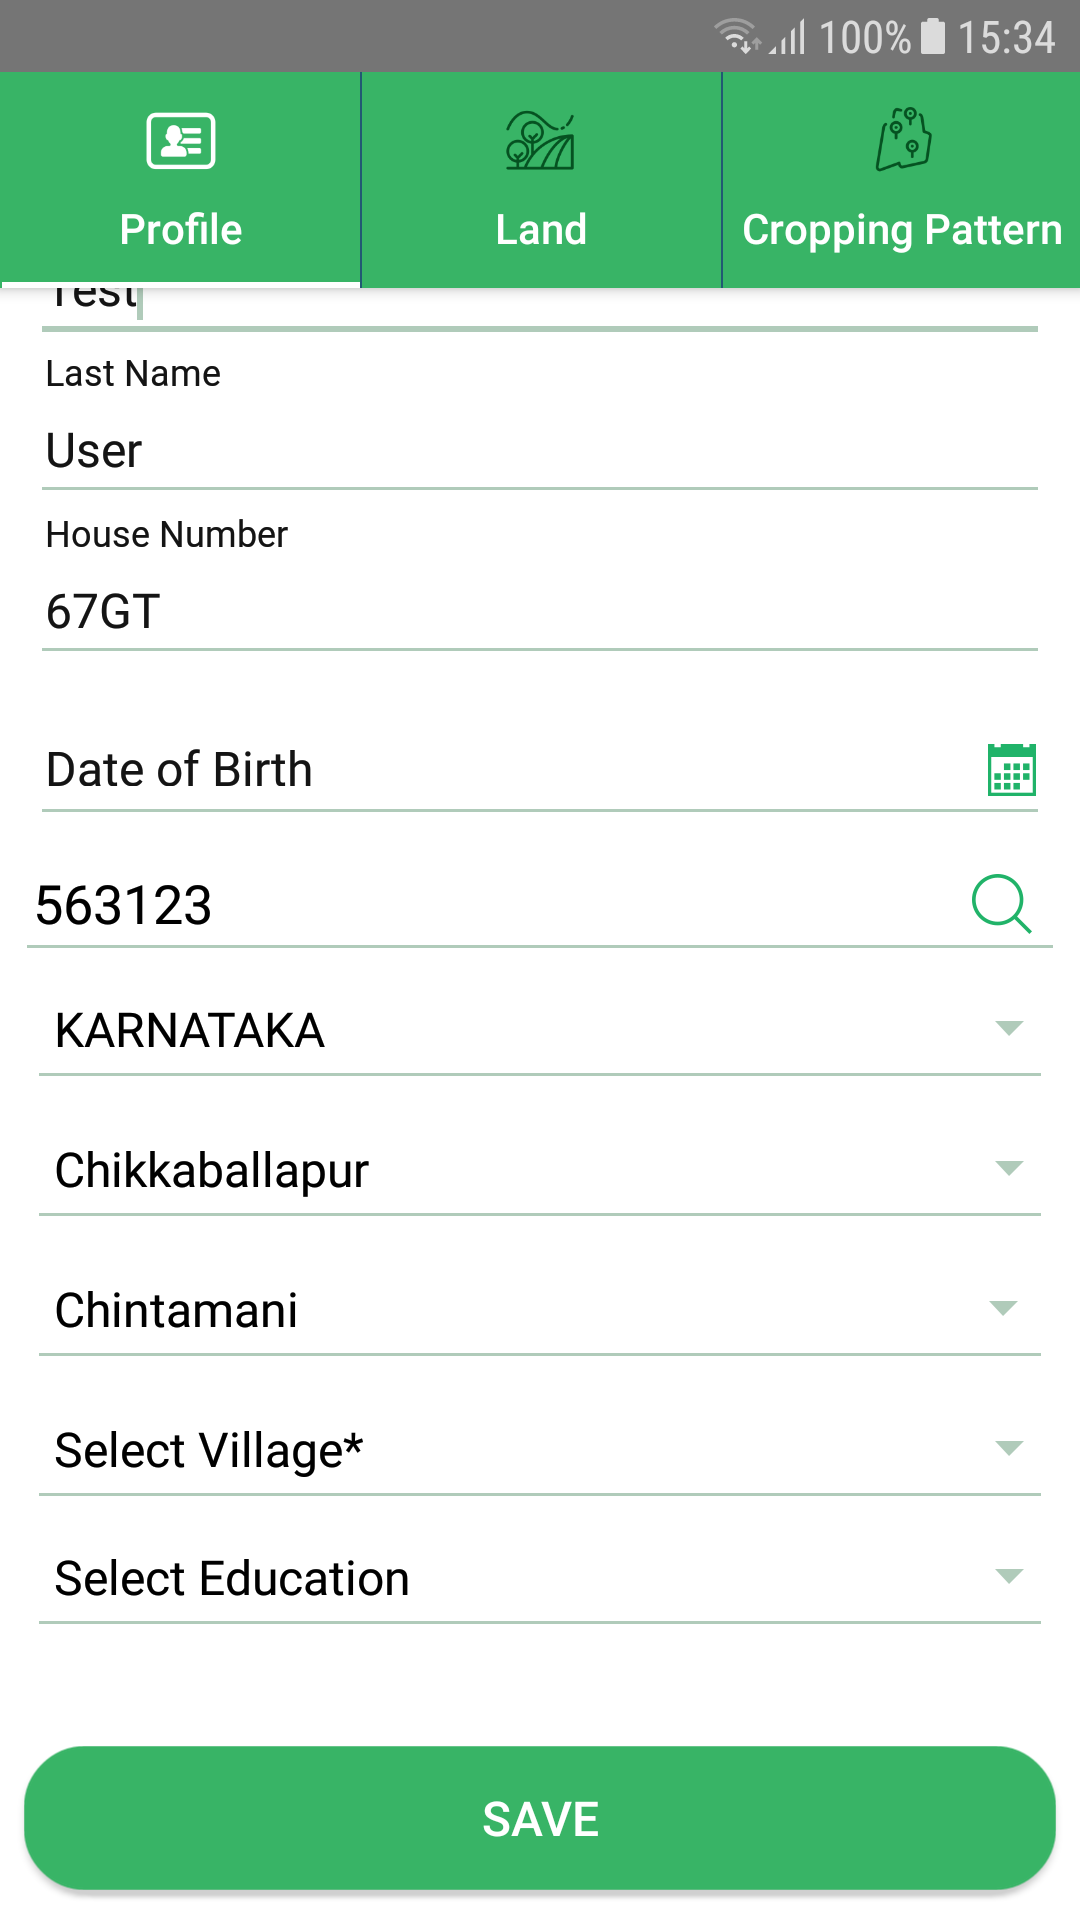 100% 15:34
Profile Land Cropping Pattern
Test
Last Name
User
House Number
67GT
Date of Birth
563123
KARNATAKA
Chikkaballapur
Chintamani
Select Village*
Select Education
SAVE